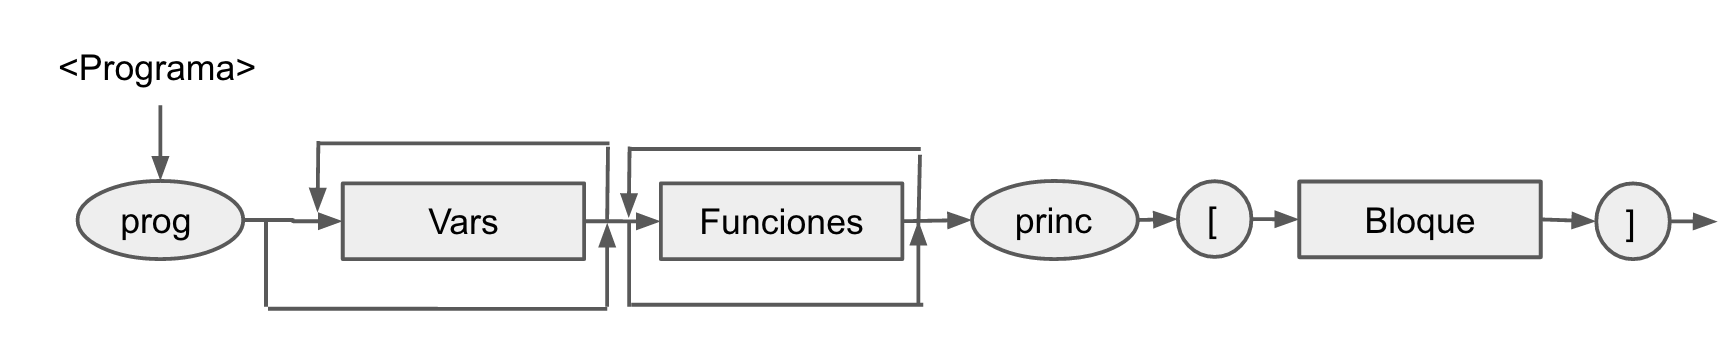 <Programa>
prog Vars Funciones princ [ Bloque ]